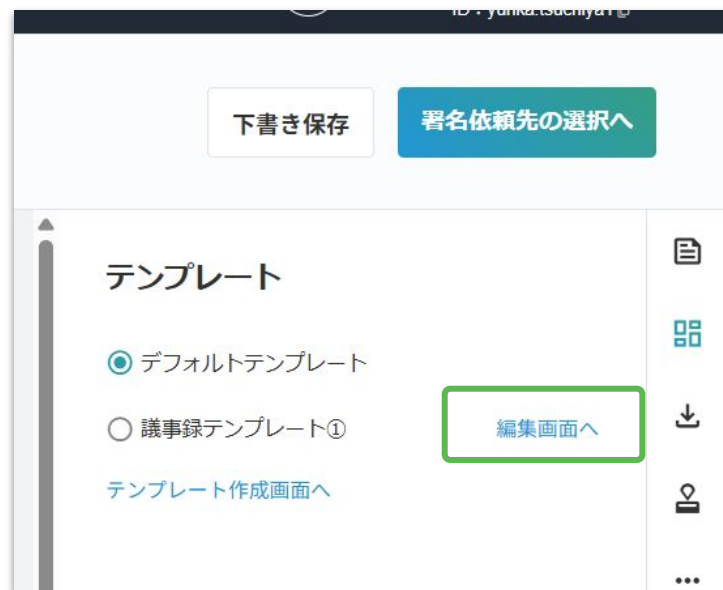 下書き保存
署名依頼先の選択へ
テンプレート
デフォルトテンプレート
議事録テンプレート①
編集画面へ
テンプレート作成画面へ